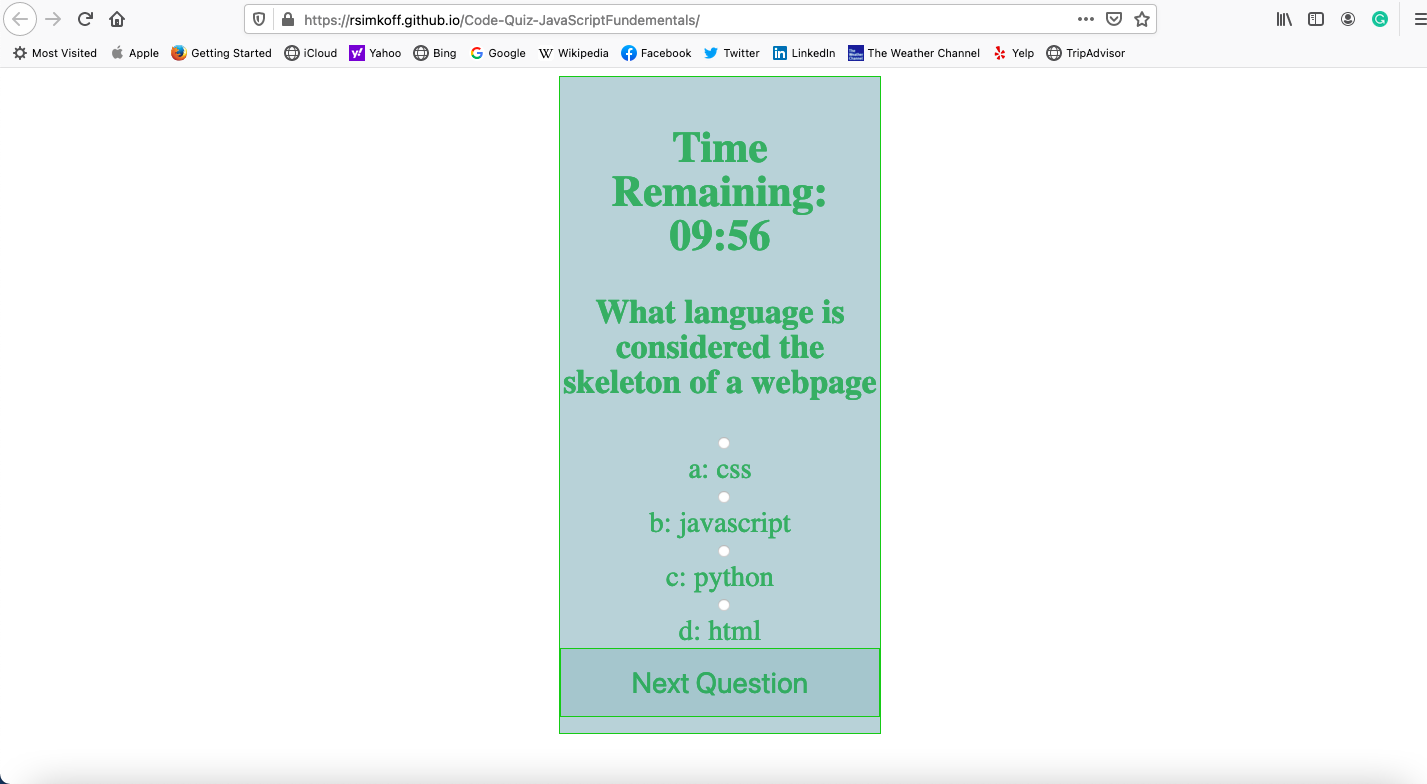 https://rsimkoff.github.io/Code-Quiz-JavaScriptFundementals/
Most Visited Apple Getting Started iCloud Yahoo Bing Google Wikipedia Facebook Twitter LinkedIn The Weather Channel Yelp TripAdvisor
Time
Remaining:
09:56
What language is
considered the
skeleton of a webpage
a: css
b: javascript
c: python
d: html
Next Question